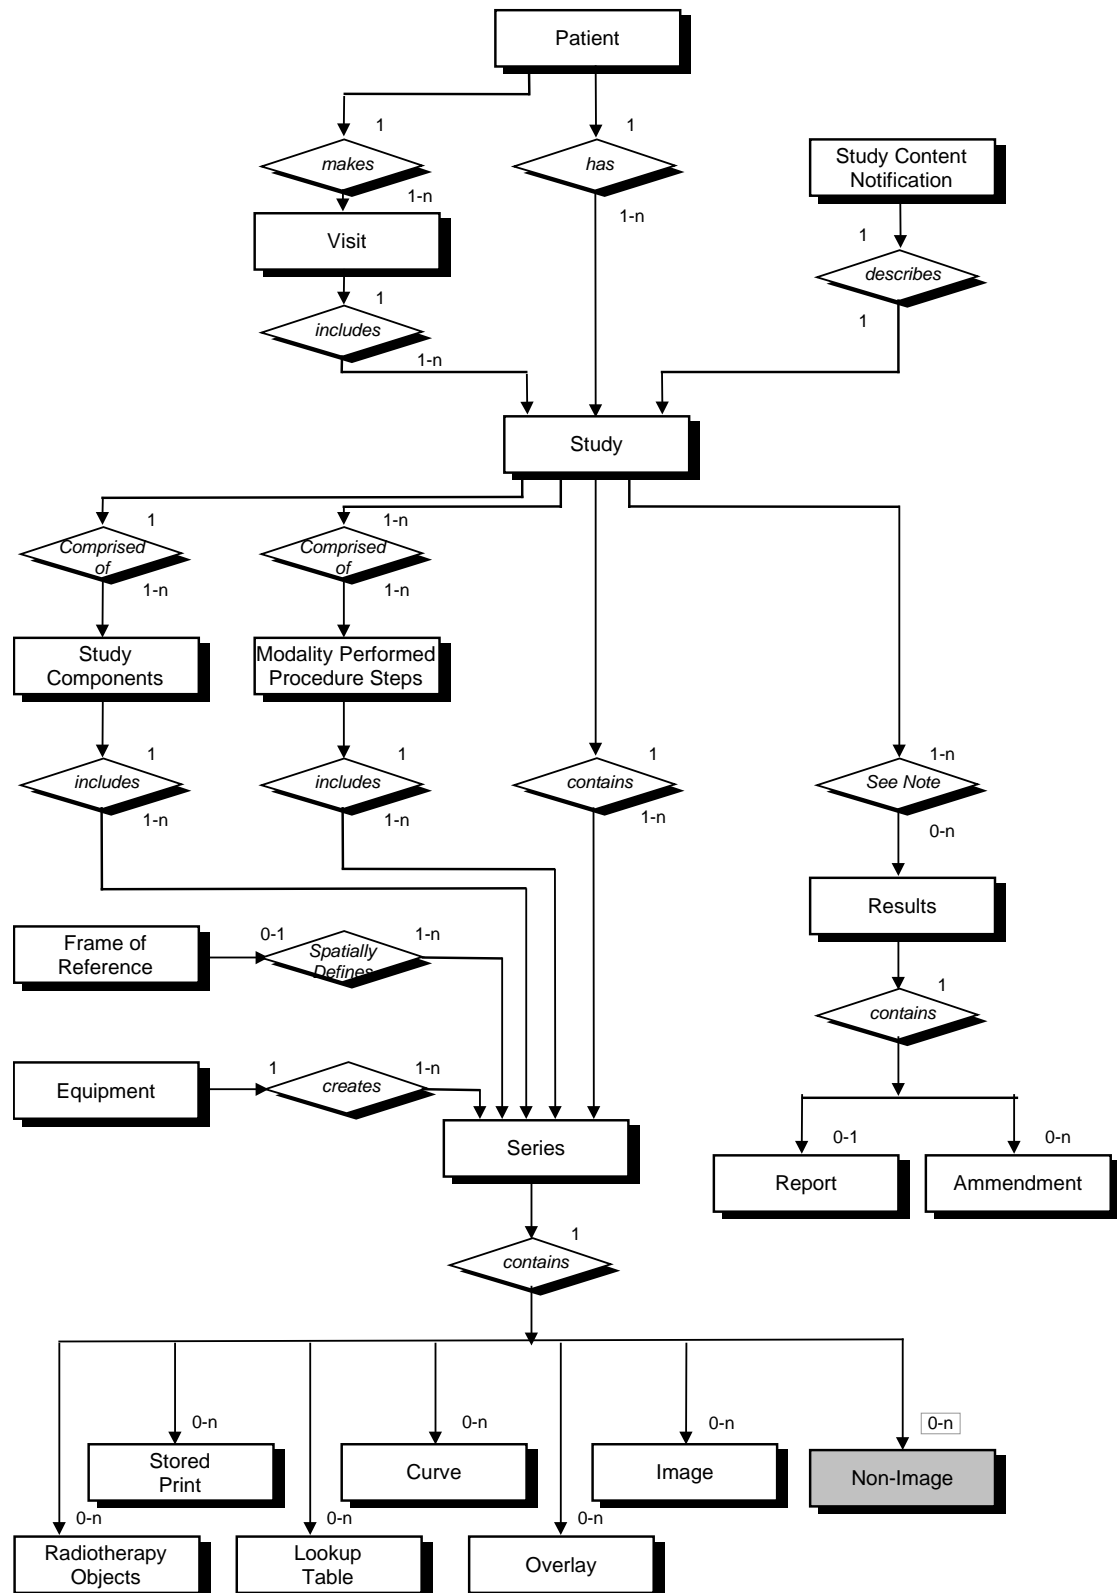 Patient
1
1
makes
has
Study Content
Notification
1-n
1-n
Visit
1
describes
1
1
includes
1-n
Study
1
1-n
Comprised
of
Comprised
of
1-n
1-n
Study
Components
Modality Performed
Procedure Steps
1
1
1
1-n
includes
includes
contains
See Note
1-n
1-n
1-n
0-n
Results
Frame of
Reference
0-1
Spatially
Defines
1-n
1
contains
Equipment
1
creates
1-n
Series
0-1
0-n
Report
Ammendment
1
contains
0-n
0-n
0-n
0-n
Stored
Print
Curve
Image
Non-Image
0-n
0-n
0-n
Radiotherapy
Objects
Lookup
Table
Overlay